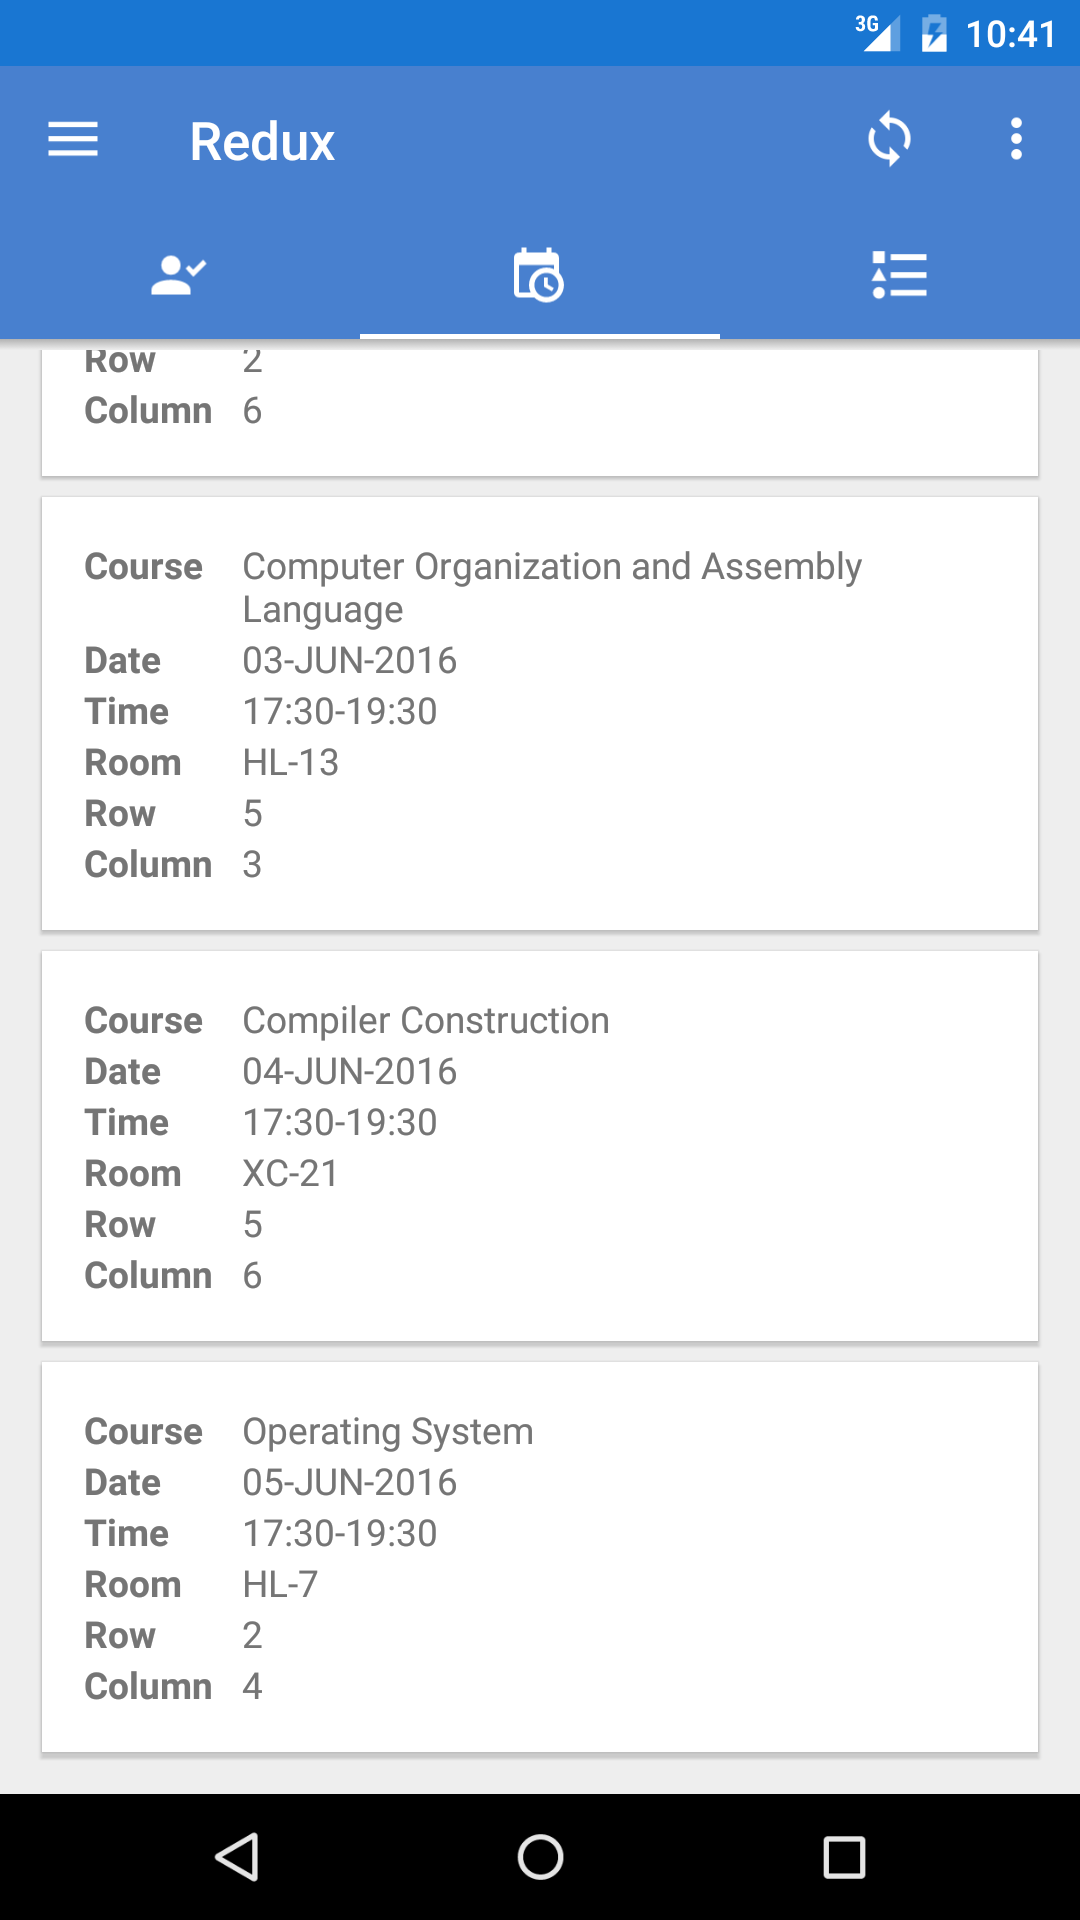 3G 10:41
Redux
Row 2
Column 6
Course Computer Organization and Assembly
Language
Date 03-JUN-2016
Time 17:30-19:30
Room HL-13
Row 5
Column 3
Course Compiler Construction
Date 04-JUN-2016
Time 17:30-19:30
Room XC-21
Row 5
Column 6
Course Operating System
Date 05-JUN-2016
Time 17:30-19:30
Room HL-7
Row 2
Column 4